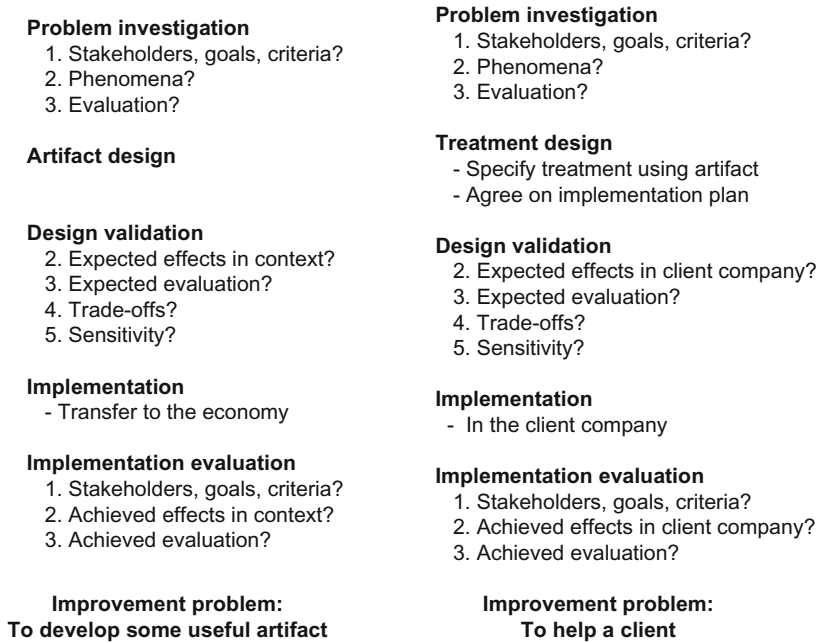 Problem investigation
1. Stakeholders, goals, criteria?
2. Phenomena?
3. Evaluation?
Artifact design
Design validation
2. Expected effects in context?
3. Expected evaluation?
4. Trade-offs?
5. Sensitivity?
Implementation
- Transfer to the economy
Implementation evaluation
1. Stakeholders, goals, criteria?
2. Achieved effects in context?
3. Achieved evaluation?
Improvement problem:
To develop some useful artifact
Problem investigation
1. Stakeholders, goals, criteria?
2. Phenomena?
3. Evaluation?
Treatment design
- Specify treatment using artifact
- Agree on implementation plan
Design validation
2. Expected effects in client company?
3. Expected evaluation?
4. Trade-offs?
5. Sensitivity?
Implementation
- In the client company
Implementation evaluation
1. Stakeholders, goals, criteria?
2. Achieved effects in client company?
3. Achieved evaluation?
Improvement problem:
To help a client